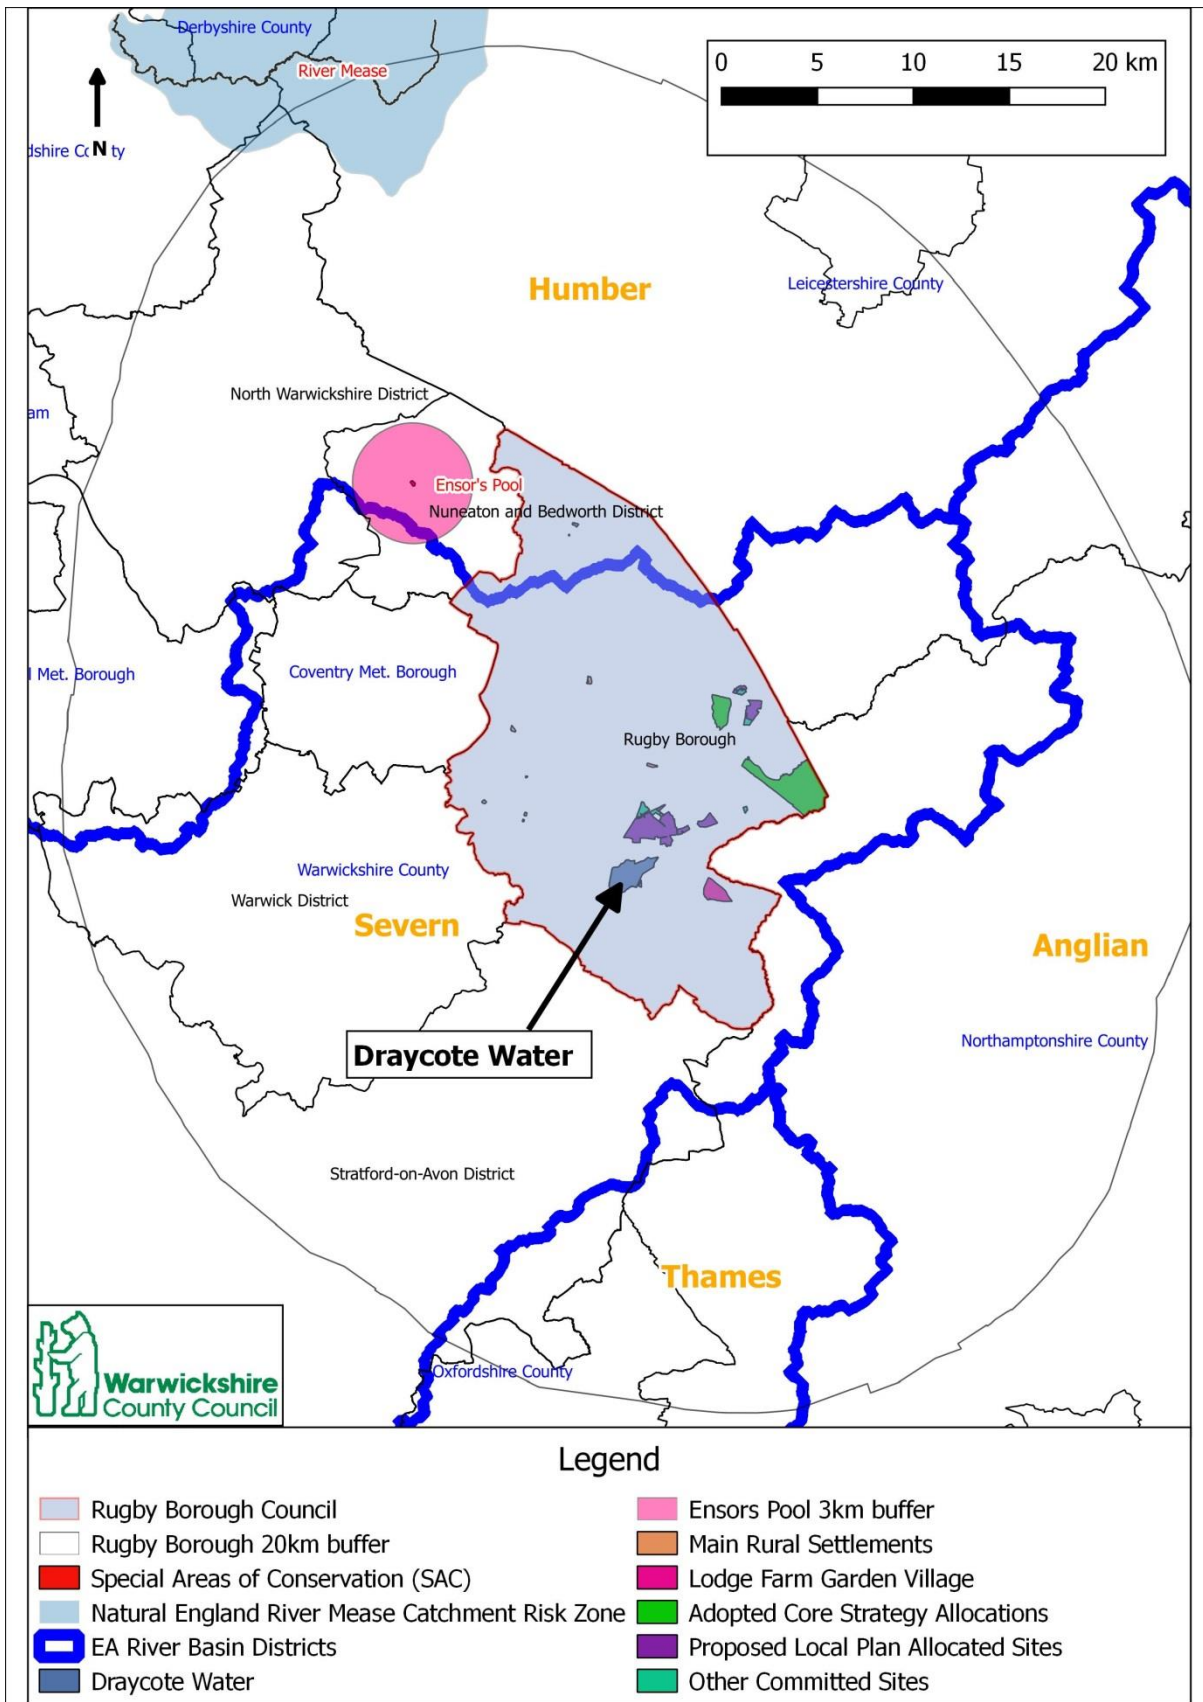 Derbyshire County
River Mease
0 5 10 15 20 km
N
dshire Co ty
Humber
Leicestershire County
North Warwickshire District
am
Ensor's Pool
Nuneaton and Bedworth District
Coventry Met. Borough
l Met. Borough
Rugby Borough
Warwickshire County
Warwick District
Severn
Anglian
Northamptonshire County
Draycote Water
Stratford-on-Avon District
Thames
Oxfordshire County
Warwickshire
County Council
Legend
Rugby Borough Council
Rugby Borough 20km buffer
Special Areas of Conservation (SAC)
Natural England River Mease Catchment Risk Zone
EA River Basin Districts
Draycote Water
Ensors Pool 3km buffer
Main Rural Settlements
Lodge Farm Garden Village
Adopted Core Strategy Allocations
Proposed Local Plan Allocated Sites
Other Committed Sites